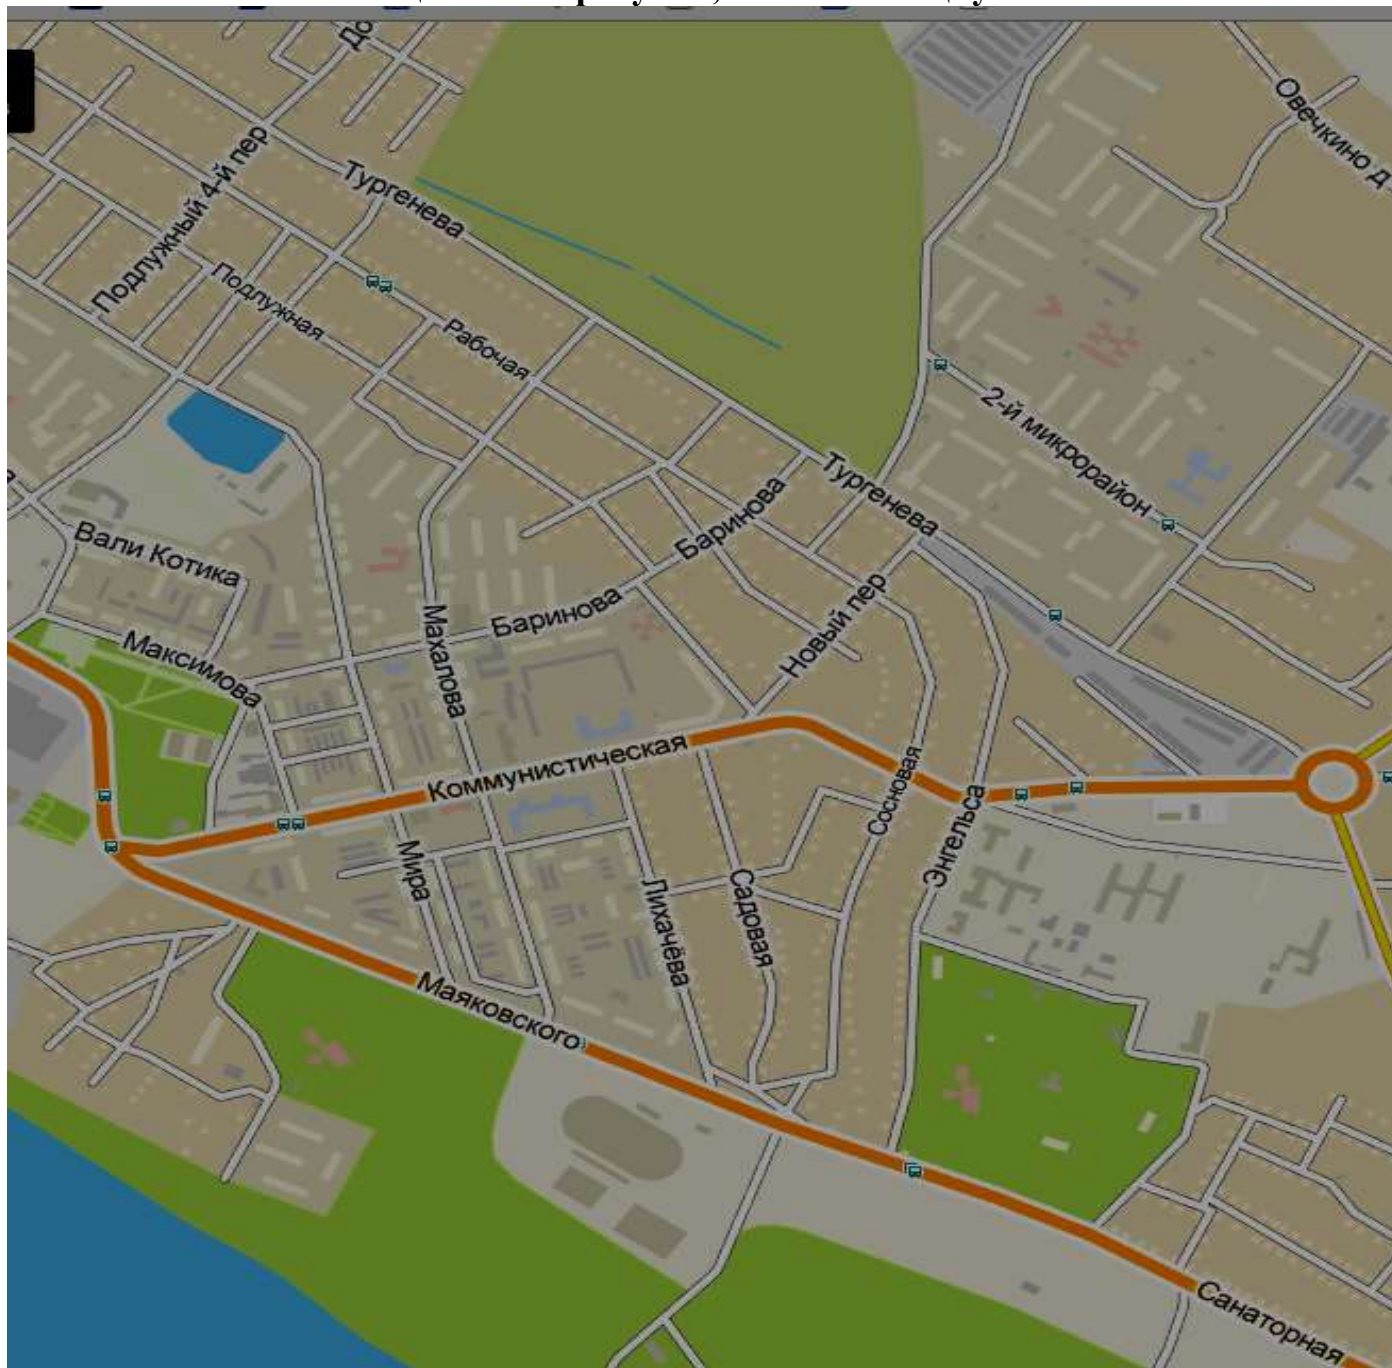 Овечкино д
Подлужный 4-й пер
Тургенева
Подлужная
Рабочая
2-й микрорайон
Тургенева
Баринова
Вали Котика
Баринова
Новый пер
Махалова
Максимова
Коммунистическая
Сосновая
Энгельса
Мира
Лихачёва
Садовая
Маяковского
Санаторная